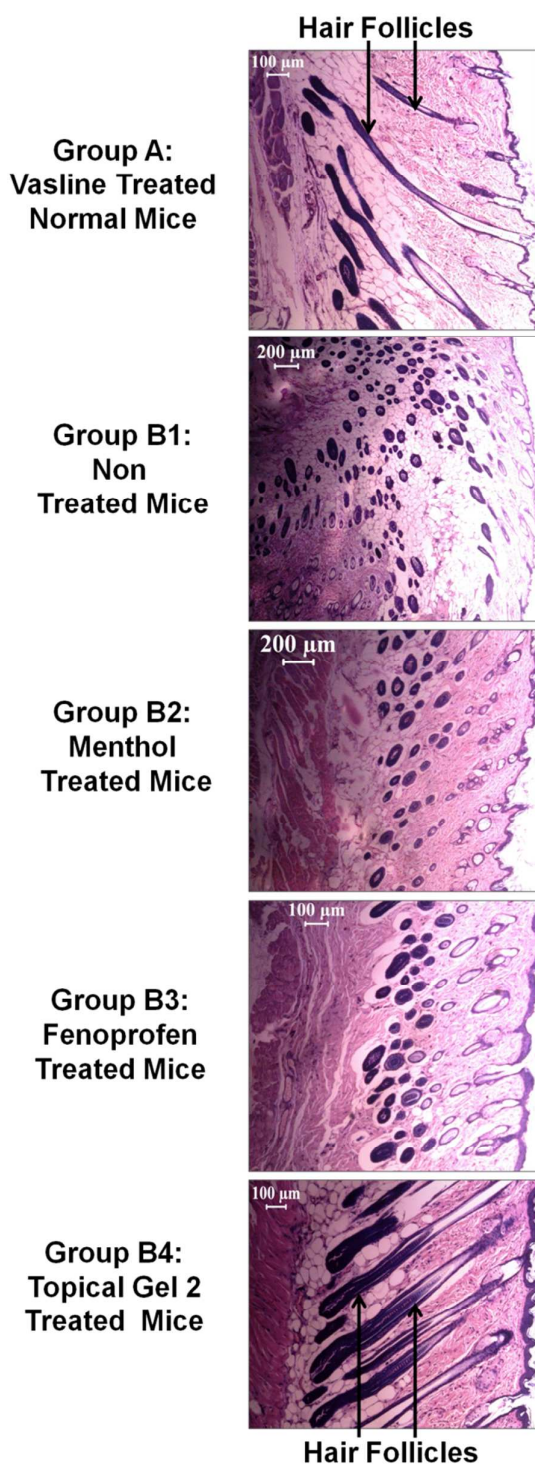 Hair Follicles
100 µm
Group A:
Vasline Treated
Normal Mice
200 µm
Group B1:
Non
Treated Mice
200 µm
Group B2:
Menthol
Treated Mice
100 µm
Group B3:
Fenoprofen
Treated Mice
100 µm
Group B4:
Topical Gel 2
Treated Mice
Hair Follicles